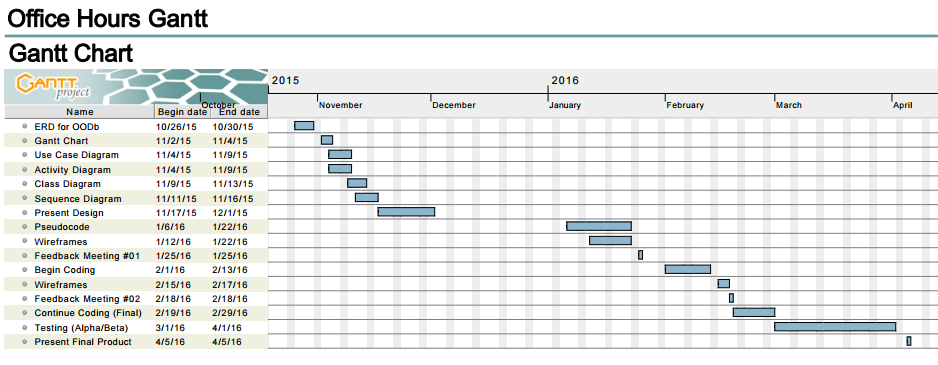 Office Hours Gantt
Gantt Chart
GANTT project
2015 2016
October November December January February March April
Name Begin date End date
ERD for OODb 10/26/15 10/30/15
Gantt Chart 11/2/15 11/4/15
Use Case Diagram 11/4/15 11/9/15
Activity Diagram 11/4/15 11/9/15
Class Diagram 11/9/15 11/13/15
Sequence Diagram 11/11/15 11/16/15
Present Design 11/17/15 12/1/15
Pseudocode 1/6/16 1/22/16
Wireframes 1/12/16 1/22/16
Feedback Meeting #01 1/25/16 1/25/16
Begin Coding 2/1/16 2/13/16
Wireframes 2/15/16 2/17/16
Feedback Meeting #02 2/18/16 2/18/16
Continue Coding (Final) 2/19/16 2/29/16
Testing (Alpha/Beta) 3/1/16 4/1/16
Present Final Product 4/5/16 4/5/16